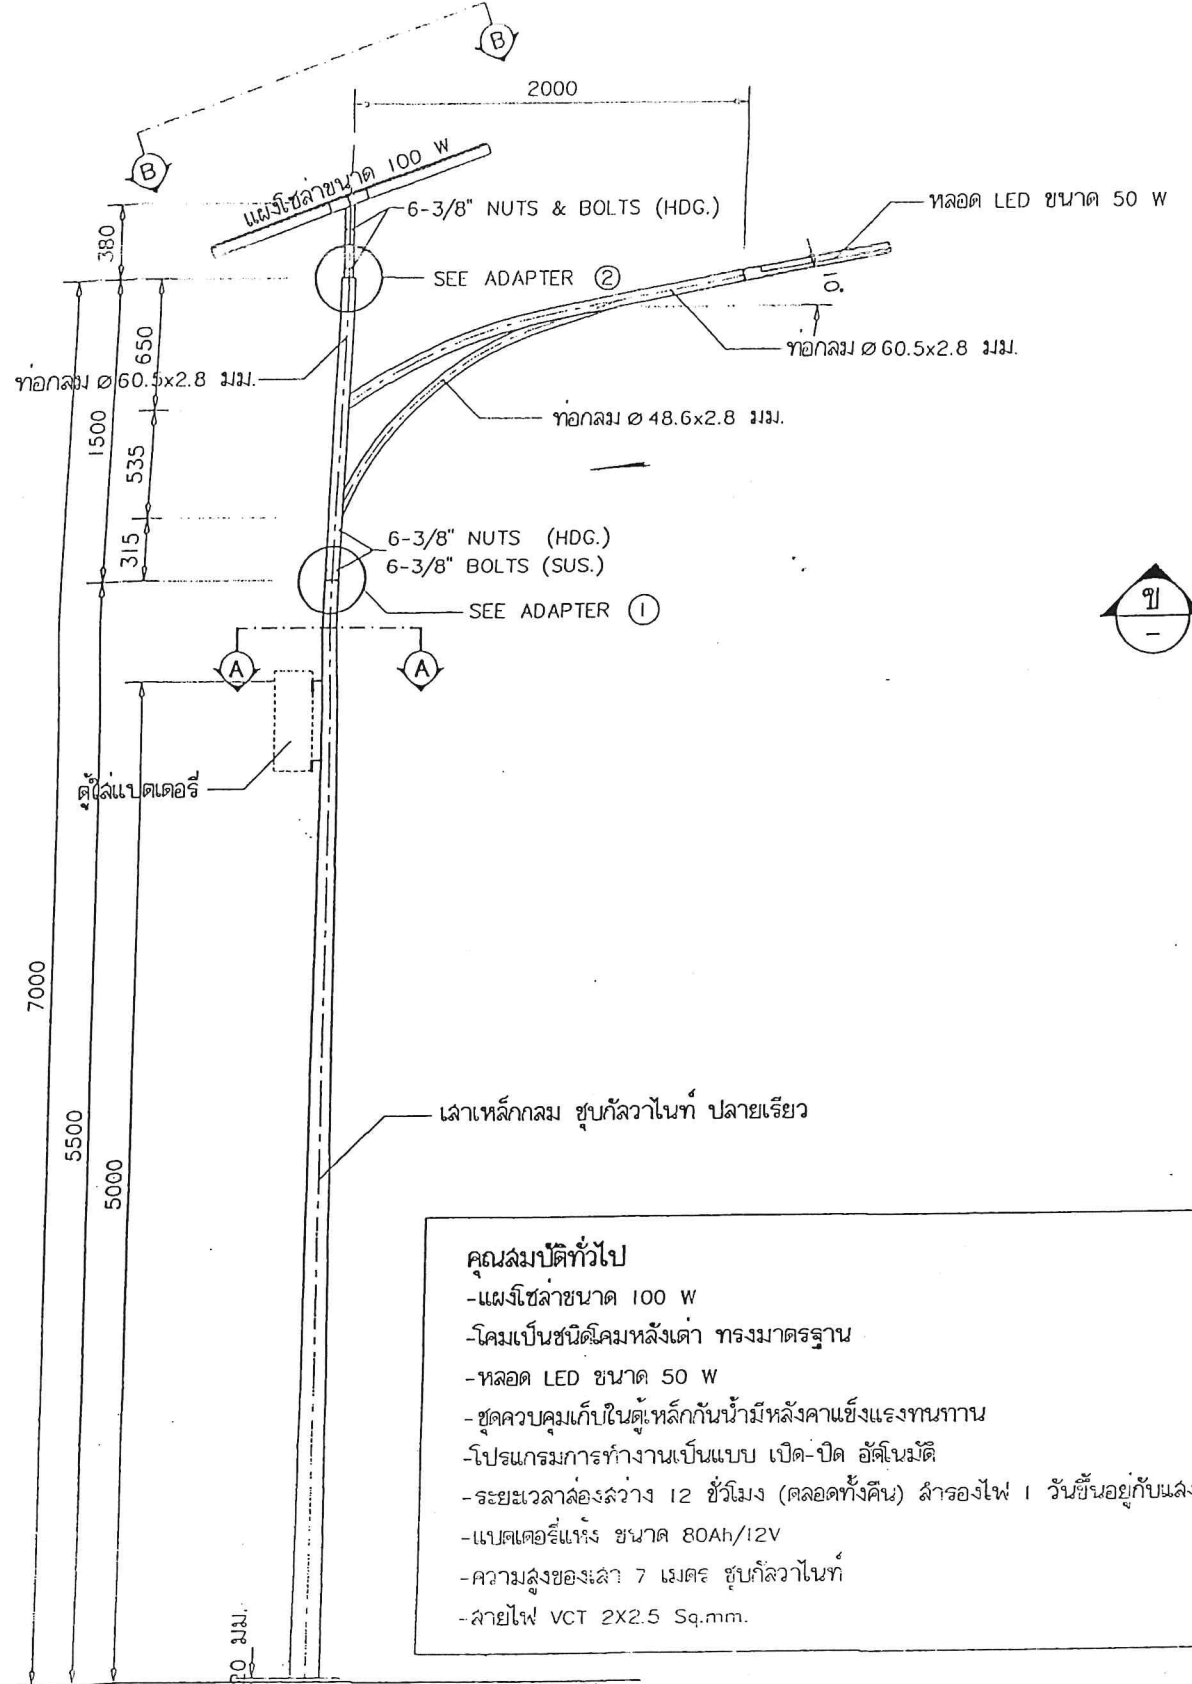 B
B
2000
แผงโซล่าขนาด 100 W
6-3/8" NUTS & BOLTS (HDG.)
หลอด LED ขนาด 50 W
380
SEE ADAPTER 2
10°
ท่อกลม ø 60.5x2.8 มม.
650
ท่อกลม ø 60.5x2.8 มม.
ท่อกลม ø 48.6x2.8 มม.
1500
535
315
6-3/8" NUTS (HDG.)
6-3/8" BOLTS (SUS.)
SEE ADAPTER 1
ข
-
A
A
ตู้ใส่แบตเตอรี่
7000
5500
5000
เสาเหล็กกลม ชุบกัลวาไนท์ ปลายเรียว
คุณสมบัติทั่วไป
-แผงโซล่าขนาด 100 W
-โคมเป็นชนิดโคมหลังเต่า ทรงมาตรฐาน
-หลอด LED ขนาด 50 W
-ชุดควบคุมเก็บในตู้เหล็กกันน้ำมีหลังคาแข็งแรงทนทาน
-โปรแกรมการทำงานเป็นแบบ เปิด-ปิด อัตโนมัติ
-ระยะเวลาส่องสว่าง 12 ชั่วโมง (ตลอดทั้งคืน) สำรองไฟ 1 วันขึ้นอยู่กับแสง
-แบตเตอรี่แห้ง ขนาด 80Ah/12V
-ความสูงของเสา 7 เมตร ชุบกัลวาไนท์
-สายไฟ VCT 2X2.5 Sq.mm.
มม.